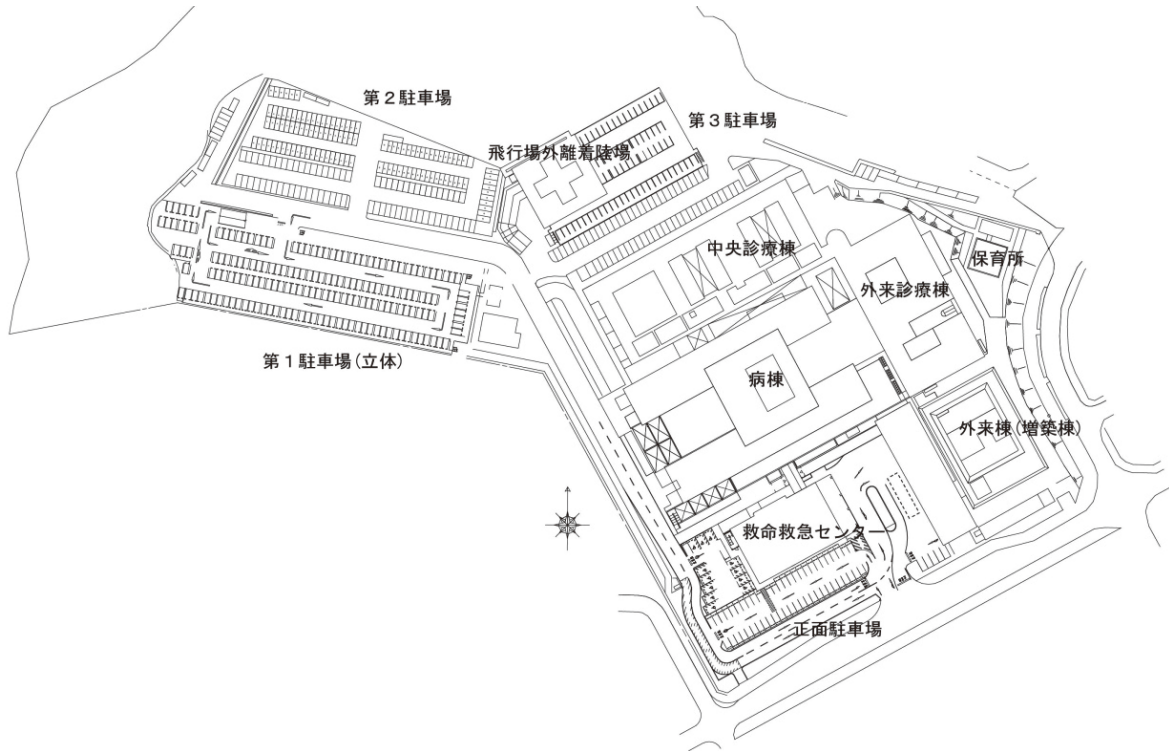 第2駐車場
第3駐車場
飛行場外離着陸場
中央診療棟
保育所
外来診療棟
第1駐車場(立体)
病棟
外来棟(増築棟)
救命救急センター
正面駐車場